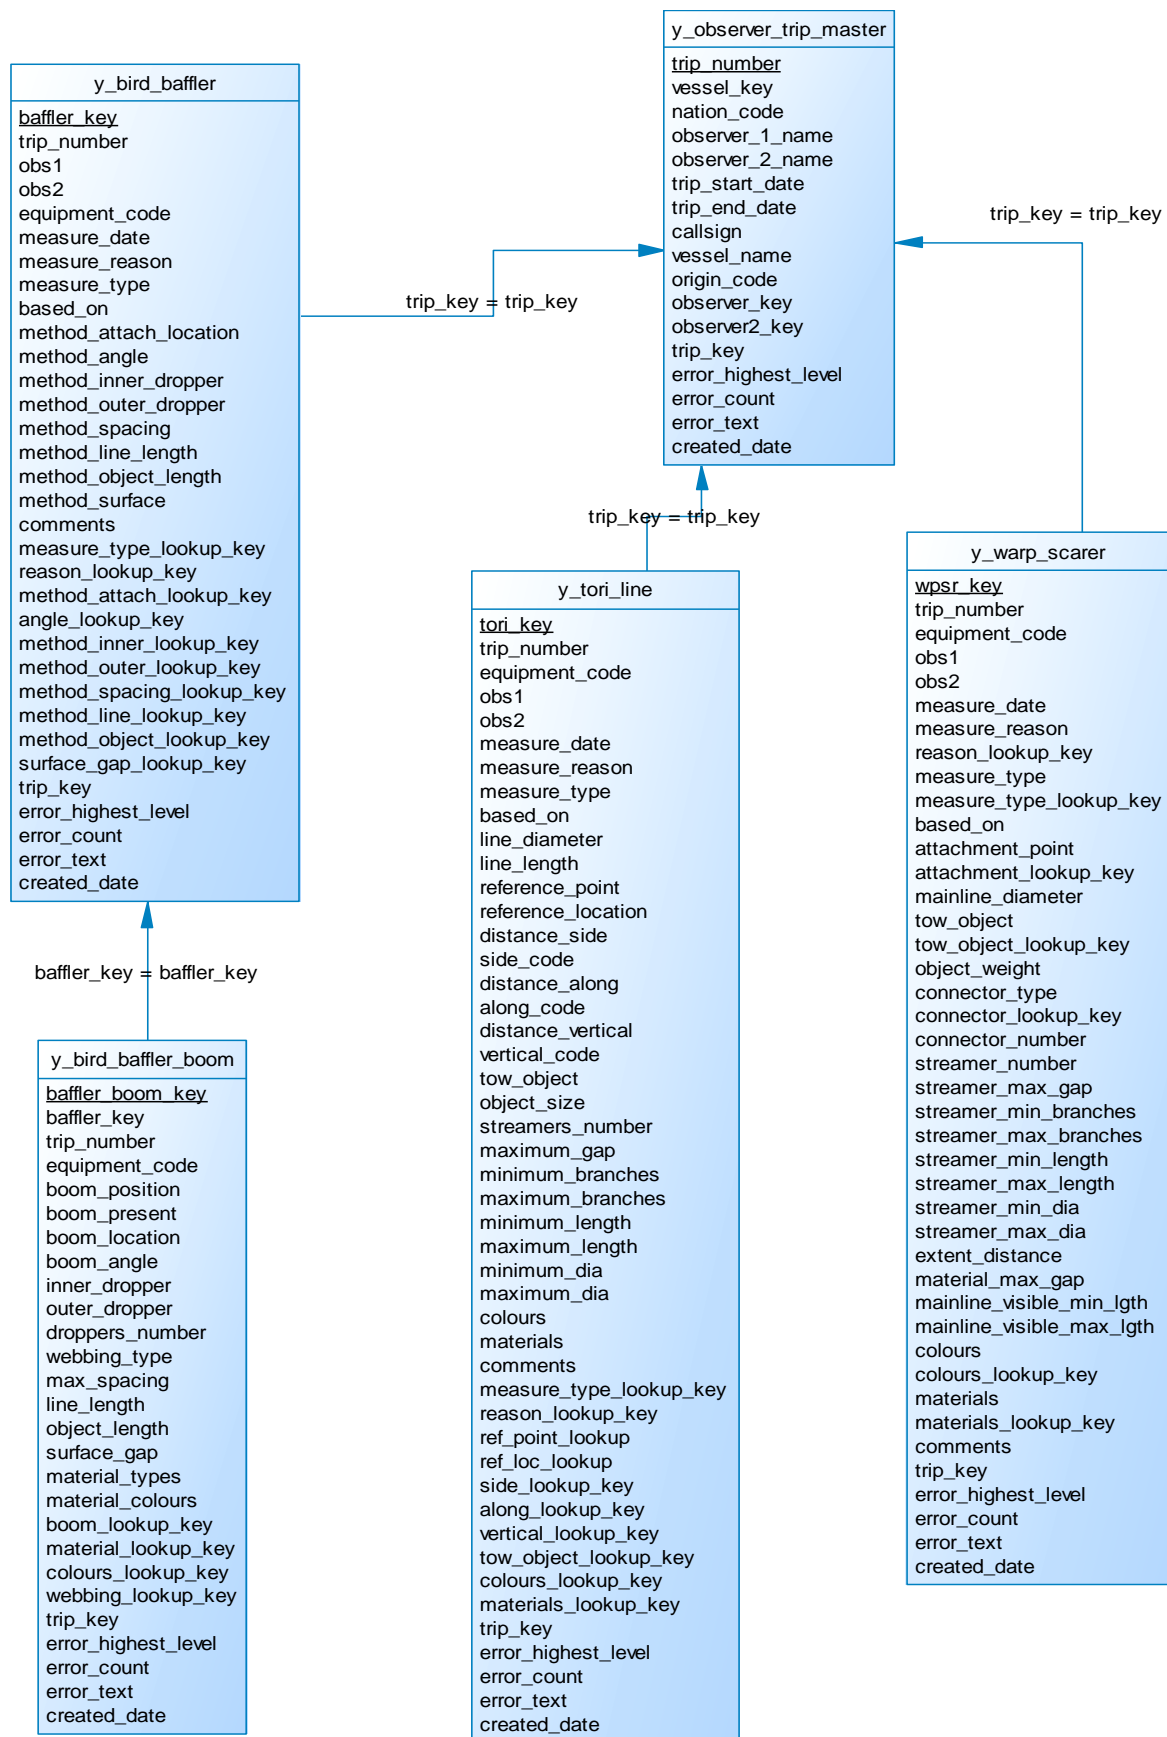 y_observer_trip_master
trip_number
vessel_key
nation_code
observer_1_name
observer_2_name
trip_start_date
trip_end_date
callsign
vessel_name
origin_code
observer_key
observer2_key
trip_key
error_highest_level
error_count
error_text
created_date
y_bird_baffler
baffler_key
trip_number
obs1
obs2
equipment_code
measure_date
measure_reason
measure_type
based_on
method_attach_location
method_angle
method_inner_dropper
method_outer_dropper
method_spacing
method_line_length
method_object_length
method_surface
comments
measure_type_lookup_key
reason_lookup_key
method_attach_lookup_key
angle_lookup_key
method_inner_lookup_key
method_outer_lookup_key
method_spacing_lookup_key
method_line_lookup_key
method_object_lookup_key
surface_gap_lookup_key
trip_key
error_highest_level
error_count
error_text
created_date
trip_key = trip_key
trip_key = trip_key
trip_key = trip_key
baffler_key = baffler_key
y_bird_baffler_boom
baffler_boom_key
baffler_key
trip_number
equipment_code
boom_position
boom_present
boom_location
boom_angle
inner_dropper
outer_dropper
droppers_number
webbing_type
max_spacing
line_length
object_length
surface_gap
material_types
material_colours
boom_lookup_key
material_lookup_key
colours_lookup_key
webbing_lookup_key
trip_key
error_highest_level
error_count
error_text
created_date
y_tori_line
tori_key
trip_number
equipment_code
obs1
obs2
measure_date
measure_reason
measure_type
based_on
line_diameter
line_length
reference_point
reference_location
distance_side
side_code
distance_along
along_code
distance_vertical
vertical_code
tow_object
object_size
streamers_number
maximum_gap
minimum_branches
maximum_branches
minimum_length
maximum_length
minimum_dia
maximum_dia
colours
materials
comments
measure_type_lookup_key
reason_lookup_key
ref_point_lookup
ref_loc_lookup
side_lookup_key
along_lookup_key
vertical_lookup_key
tow_object_lookup_key
colours_lookup_key
materials_lookup_key
trip_key
error_highest_level
error_count
error_text
created_date
y_warp_scarer
wpsr_key
trip_number
equipment_code
obs1
obs2
measure_date
measure_reason
reason_lookup_key
measure_type
measure_type_lookup_key
based_on
attachment_point
attachment_lookup_key
mainline_diameter
tow_object
tow_object_lookup_key
object_weight
connector_type
connector_lookup_key
connector_number
streamer_number
streamer_max_gap
streamer_min_branches
streamer_max_branches
streamer_min_length
streamer_max_length
streamer_min_dia
streamer_max_dia
extent_distance
material_max_gap
mainline_visible_min_lgth
mainline_visible_max_lgth
colours
colours_lookup_key
materials
materials_lookup_key
comments
trip_key
error_highest_level
error_count
error_text
created_date